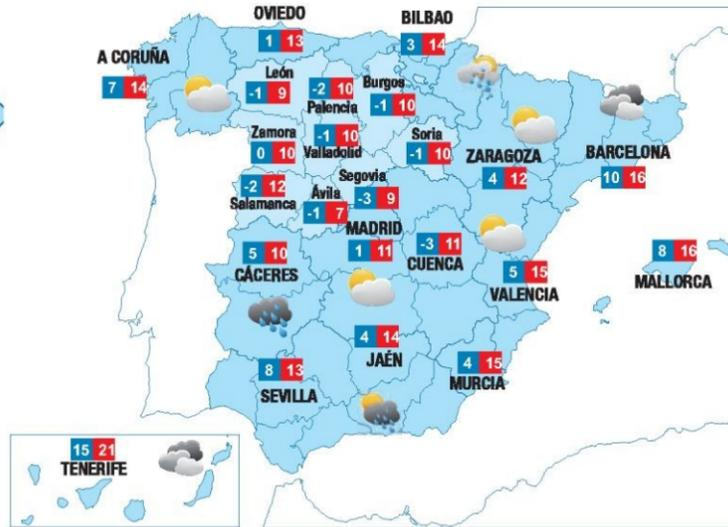 OVIEDO
1 13
BILBAO
3 14
A CORUÑA
7 14
León
-1 9
-2 10
Palencia
Burgos
-1 10
Zamora
0 10
-1 10
Valladolid
Soria
-1 10
ZARAGOZA
4 12
BARCELONA
10 16
-2 12
Salamanca
Ávila
-1 7
Segovia
-3 9
MADRID
1 11
-3 11
CUENCA
5 10
CÁCERES
5 15
VALENCIA
8 16
MALLORCA
4 14
JAÉN
8 13
SEVILLA
4 15
MURCIA
15 21
TENERIFE